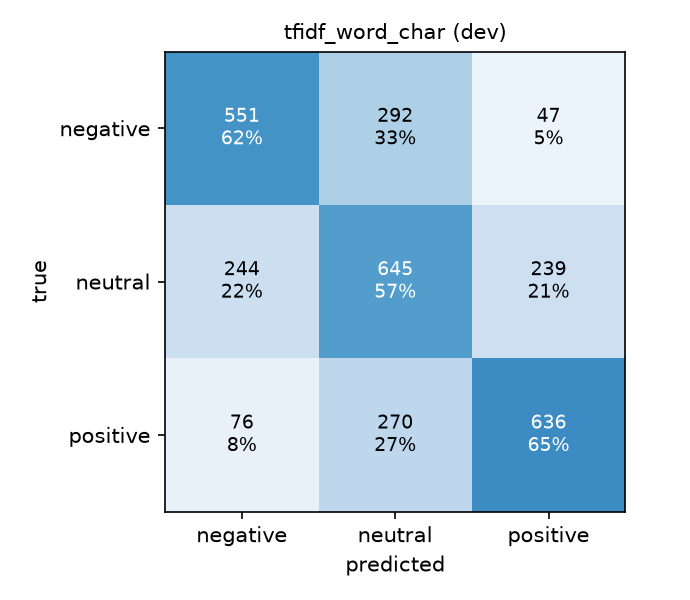 tfidf_word_char (dev)
true
negative
551
62%
292
33%
47
5%
neutral
244
22%
645
57%
239
21%
positive
76
8%
270
27%
636
65%
negative
neutral
positive
predicted